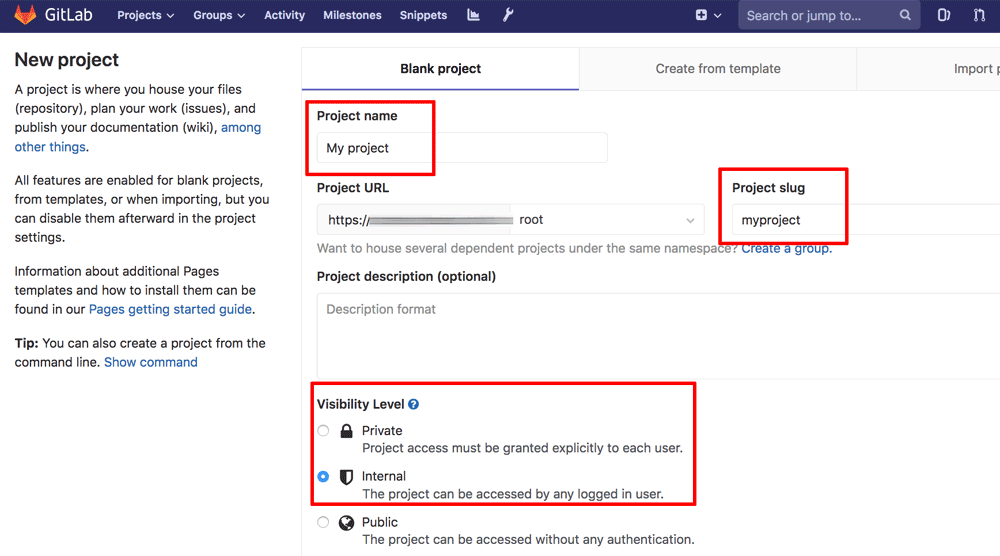 GitLab Projects Groups Activity Milestones Snippets Search or jump to...
New project
A project is where you house your files
(repository), plan your work (issues), and
publish your documentation (wiki), among
other things.
All features are enabled for blank projects,
from templates, or when importing, but you
can disable them afterward in the project
settings.
Information about additional Pages
templates and how to install them can be
found in our Pages getting started guide.
Tip: You can also create a project from the
command line. Show command
Blank project Create from template Import p
Project name
My project
Project URL Project slug
https:// root myproject
Want to house several dependent projects under the same namespace? Create a group.
Project description (optional)
Description format
Visibility Level
Private
Project access must be granted explicitly to each user.
Internal
The project can be accessed by any logged in user.
Public
The project can be accessed without any authentication.